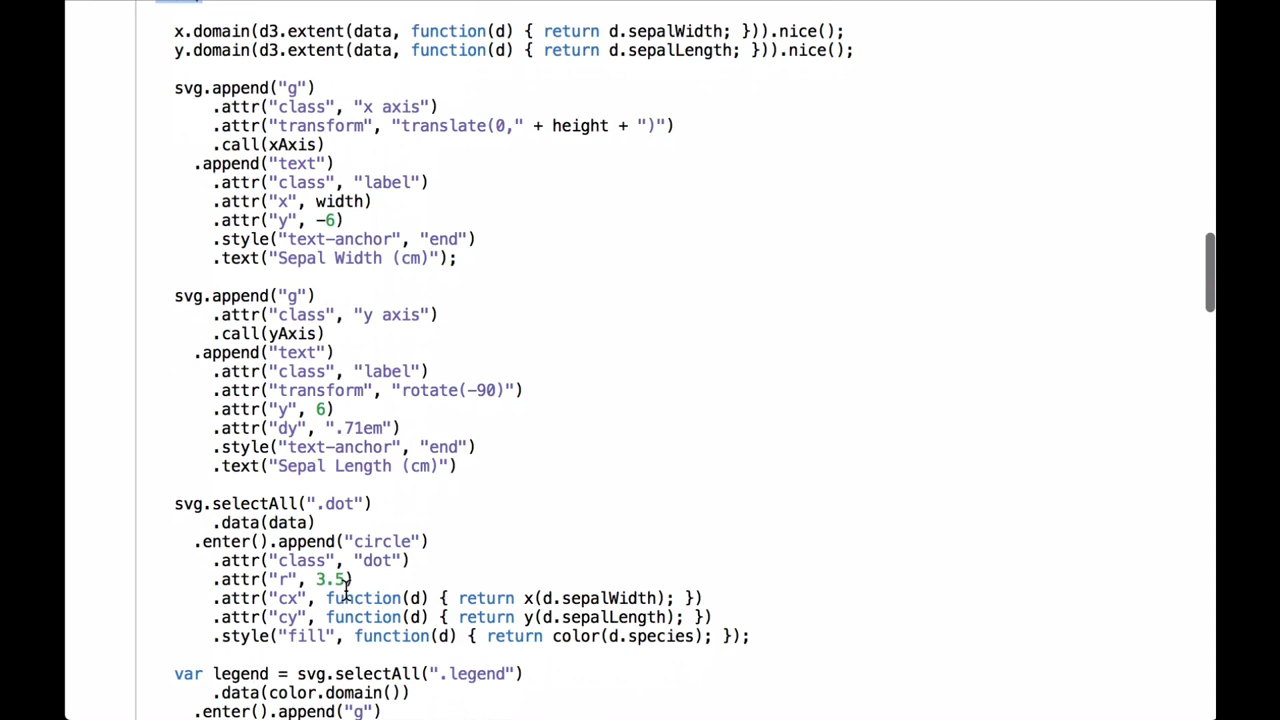 x.domain(d3.extent(data, function(d) { return d.sepalWidth; })).nice();
y.domain(d3.extent(data, function(d) { return d.sepalLength; })).nice();
svg.append("g")
.attr("class", "x axis")
.attr("transform", "translate(0," + height + ")")
.call(xAxis)
.append("text")
.attr("class", "label")
.attr("x", width)
.attr("y", -6)
.style("text-anchor", "end")
.text("Sepal Width (cm)");
svg.append("g")
.attr("class", "y axis")
.call(yAxis)
.append("text")
.attr("class", "label")
.attr("transform", "rotate(-90)")
.attr("y", 6)
.attr("dy", ".71em")
.style("text-anchor", "end")
.text("Sepal Length (cm)")
svg.selectAll(".dot")
.data(data)
.enter().append("circle")
.attr("class", "dot")
.attr("r", 3.5)
.attr("cx", function(d) { return x(d.sepalWidth); })
.attr("cy", function(d) { return y(d.sepalLength); })
.style("fill", function(d) { return color(d.species); });
var legend = svg.selectAll(".legend")
.data(color.domain())
.enter().append("g")